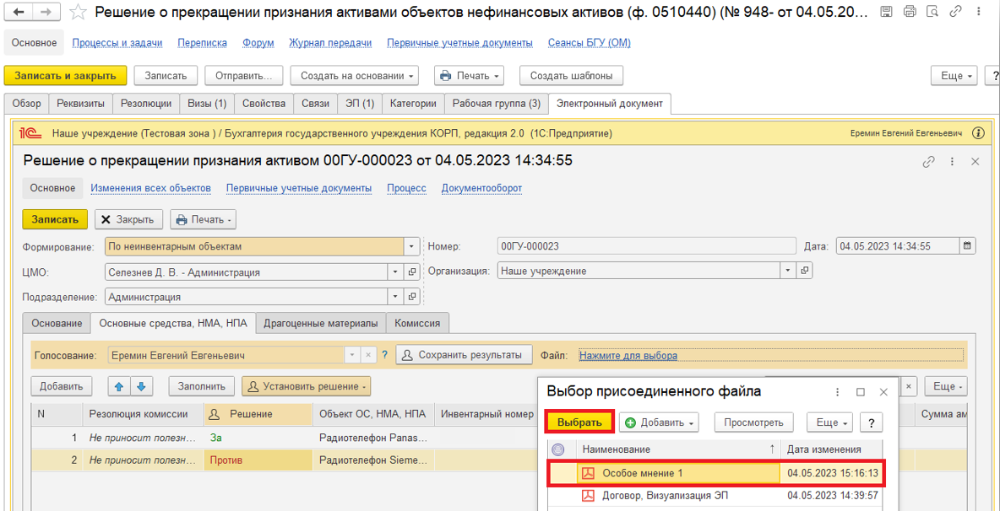 Решение о прекращении признания активами объектов нефинансовых активов (ф. 0510440) (№ 948- от 04.05.20...
Основное Процессы и задачи Переписка Форум Журнал передачи Первичные учетные документы Сеансы БГУ (ОМ)
Записать и закрыть Записать Отправить... Создать на основании Печать Создать шаблоны Еще ?
Обзор Реквизиты Резолюции Визы (1) Свойства Связи ЭП (1) Категории Рабочая группа (3) Электронный документ
1С Наше учреждение (Тестовая зона ) / Бухгалтерия государственного учреждения КОРП, редакция 2.0 (1С:Предприятие) Еремин Евгений Евгеньевич
Решение о прекращении признания активом 00ГУ-000023 от 04.05.2023 14:34:55
Основное Изменения всех объектов Первичные учетные документы Процесс Документооборот
Записать Закрыть Печать
Формирование: По неинвентарным объектам Номер: 00ГУ-000023 Дата: 04.05.2023 14:34:55
ЦМО: Селезнев Д. В. - Администрация Организация: Наше учреждение
Подразделение: Администрация
Основание Основные средства, НМА, НПА Драгоценные материалы Комиссия
Голосование: Еремин Евгений Евгеньевич ? Сохранить результаты Файл: Нажмите для выбора
Добавить Заполнить Установить решение Еще
N Резолюция комиссии Решение Объект ОС, НМА, НПА Инвентарный номер Сумма ам
1 Не приносит полезн... За Радиотелефон Panas...
2 Не приносит полезн... Против Радиотелефон Sieme...
Выбор присоединенного файла
Выбрать Добавить Просмотреть Еще ?
Наименование ↑ Дата изменения
Особое мнение 1 04.05.2023 15:16:13
Договор, Визуализация ЭП 04.05.2023 14:39:57